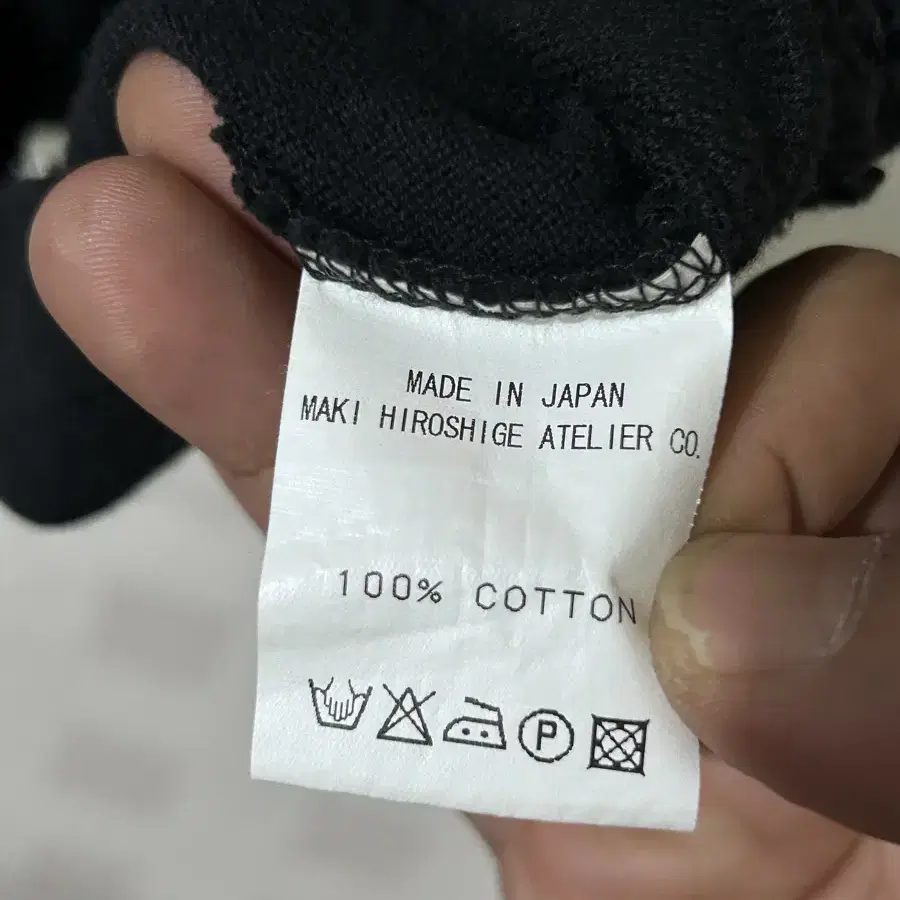 MADE IN JAPAN
MAKI HIROSHIGE ATELIER CO.
100% COTTON
P